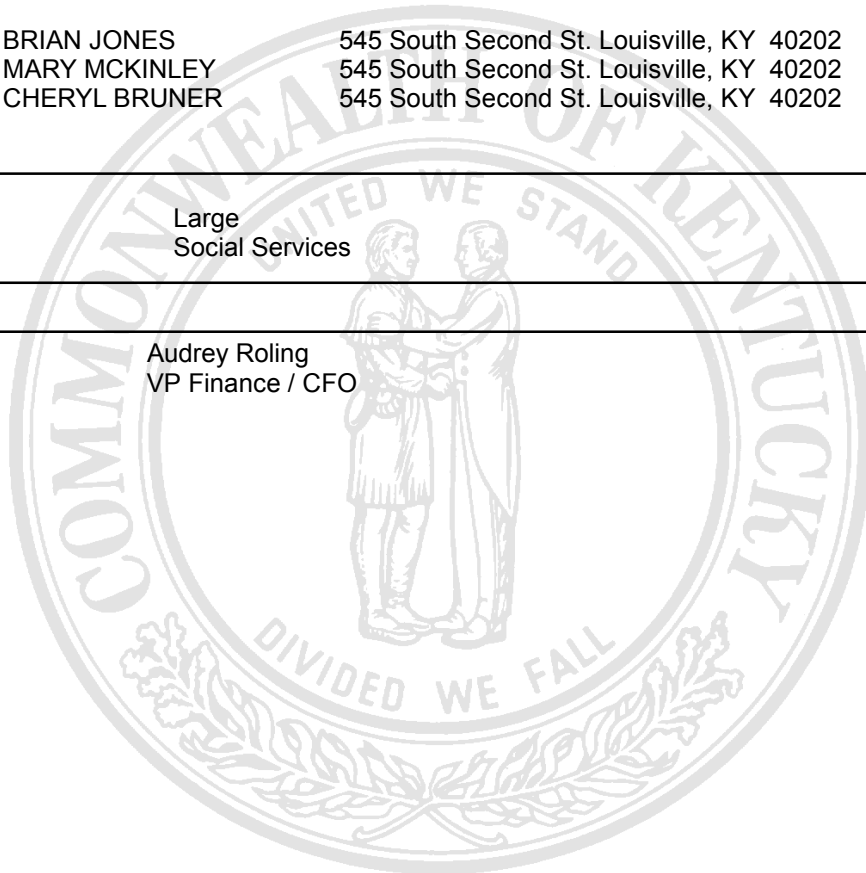 BRIAN JONES 545 South Second St. Louisville, KY 40202
MARY MCKINLEY 545 South Second St. Louisville, KY 40202
CHERYL BRUNER 545 South Second St. Louisville, KY 40202
Large
Social Services
Audrey Roling
VP Finance / CFO
COMMONWEALTH OF KENTUCKY
UNITED WE STAND
DIVIDED WE FALL